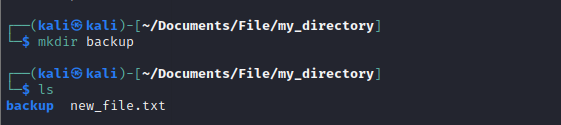 ┌──(kali㉿kali)-[~/Documents/File/my_directory]
└─$ mkdir backup
┌──(kali㉿kali)-[~/Documents/File/my_directory]
└─$ ls
backup  new_file.txt